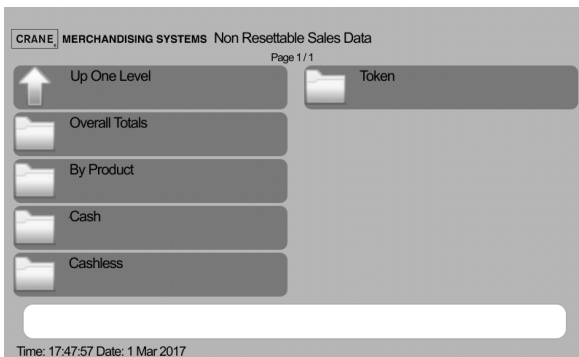 CRANE MERCHANDISING SYSTEMS Non Resettable Sales Data
Page 1 / 1
Up One Level
Token
Overall Totals
By Product
Cash
Cashless
Time: 17:47:57 Date: 1 Mar 2017